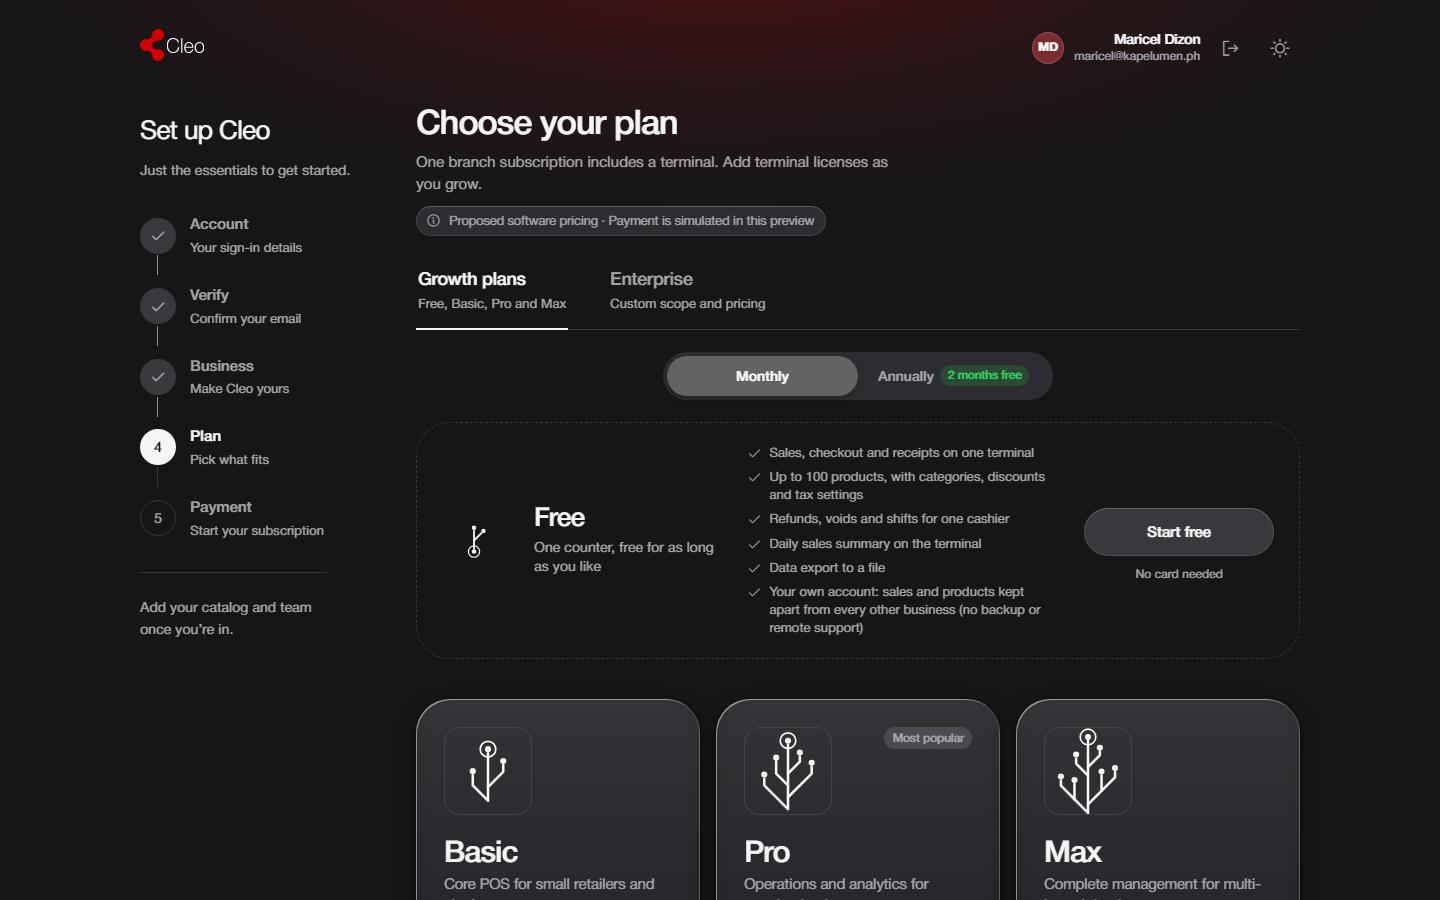 Cleo
MD
Maricel Dizon
maricel@kapelumen.ph
Set up Cleo
Just the essentials to get started.
Account
Your sign-in details
Verify
Confirm your email
Business
Make Cleo yours
4
Plan
Pick what fits
5
Payment
Start your subscription
Add your catalog and team
once you’re in.
Choose your plan
One branch subscription includes a terminal. Add terminal licenses as
you grow.
Proposed software pricing · Payment is simulated in this preview
Growth plans
Free, Basic, Pro and Max
Enterprise
Custom scope and pricing
Monthly
Annually 2 months free
Free
One counter, free for as long
as you like
Sales, checkout and receipts on one terminal
Up to 100 products, with categories, discounts
and tax settings
Refunds, voids and shifts for one cashier
Daily sales summary on the terminal
Data export to a file
Your own account: sales and products kept
apart from every other business (no backup or
remote support)
Start free
No card needed
Basic
Core POS for small retailers and
Most popular
Pro
Operations and analytics for
Max
Complete management for multi-